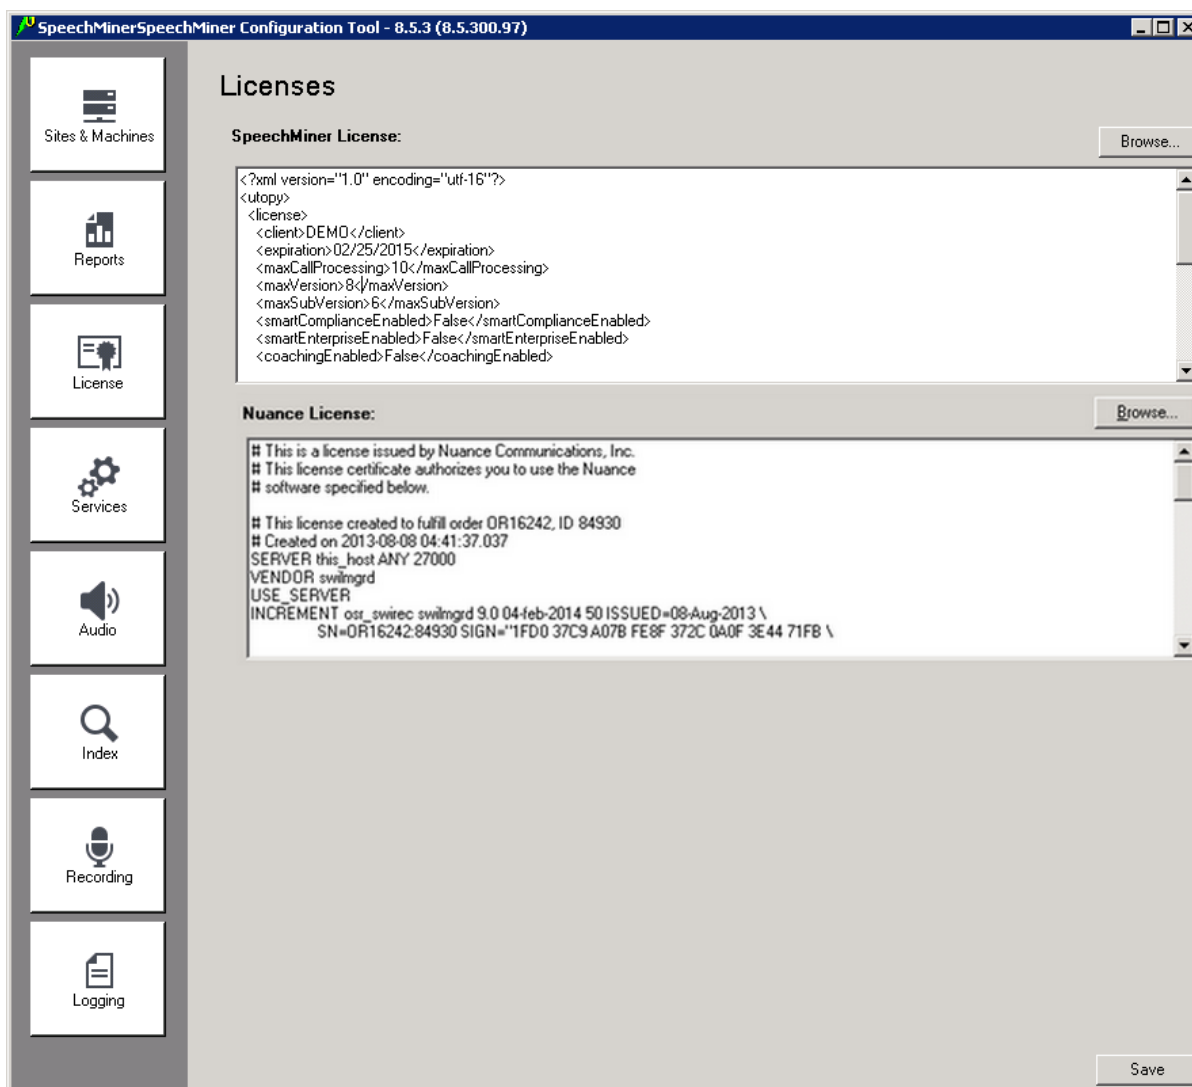 SpeechMinerSpeechMiner Configuration Tool - 8.5.3 (8.5.300.97)
Sites & Machines
Reports
License
Services
Audio
Index
Recording
Logging
Licenses
SpeechMiner License:
Browse...
<?xml version="1.0" encoding="utf-16"?>
<utopy>
<license>
<client>DEMO</client>
<expiration>02/25/2015</expiration>
<maxCallProcessing>10</maxCallProcessing>
<maxVersion>8</maxVersion>
<maxSubVersion>6</maxSubVersion>
<smartComplianceEnabled>False</smartComplianceEnabled>
<smartEnterpriseEnabled>False</smartEnterpriseEnabled>
<coachingEnabled>False</coachingEnabled>
Nuance License:
Browse...
# This is a license issued by Nuance Communications, Inc.
# This license certificate authorizes you to use the Nuance
# software specified below.
# This license created to fulfill order OR16242, ID 84930
# Created on 2013-08-08 04:41:37.037
SERVER this_host ANY 27000
VENDOR swilmgrd
USE_SERVER
INCREMENT osr_swirec swilmgrd 9.0 04-feb-2014 50 ISSUED=08-Aug-2013 \
SN=OR16242:84930 SIGN="1FD0 37C9 A07B FE8F 372C 0A0F 3E44 71FB \
Save